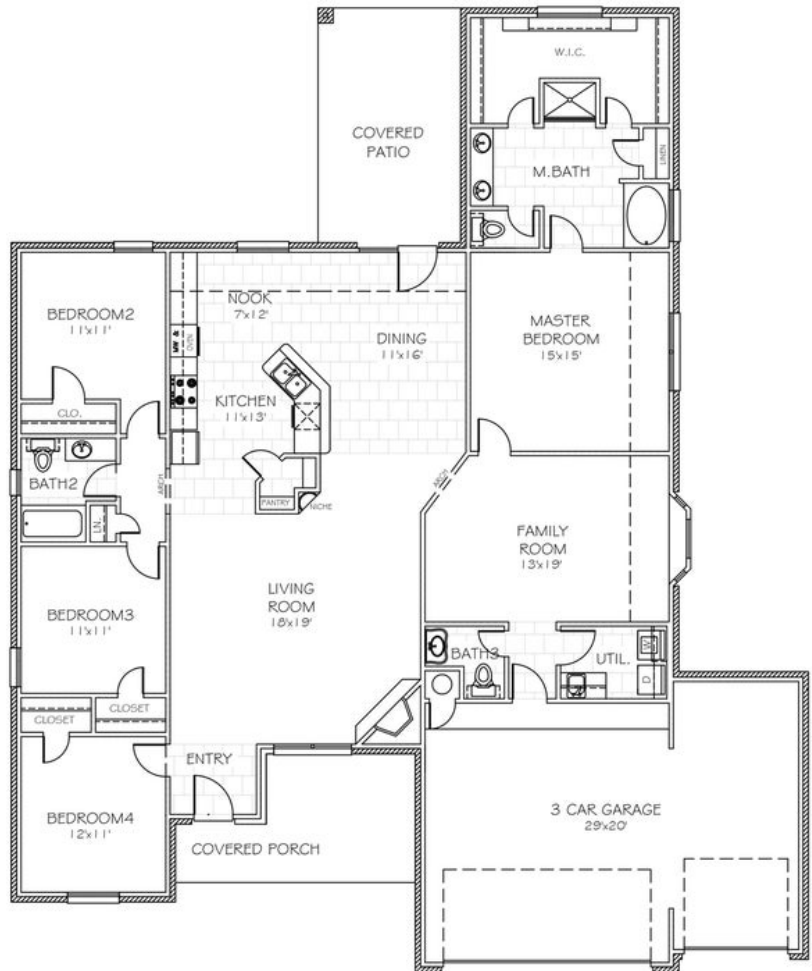 W.I.C.
COVERED
PATIO
LINEN
M.BATH
BEDROOM2
11'x11'
NOOK
7'x12'
MW &
OVEN
DINING
11'x16'
MASTER
BEDROOM
15'x15'
KITCHEN
11'x13'
CLO.
BATH2
ARCH
ARCH
PANTRY
NICHE
LN.
FAMILY
ROOM
13'x19'
BEDROOM3
11'x11'
LIVING
ROOM
18'x19'
BATH3
UTIL.
W
D
CLOSET
CLOSET
ENTRY
BEDROOM4
12'x11'
COVERED PORCH
3 CAR GARAGE
29'x20'